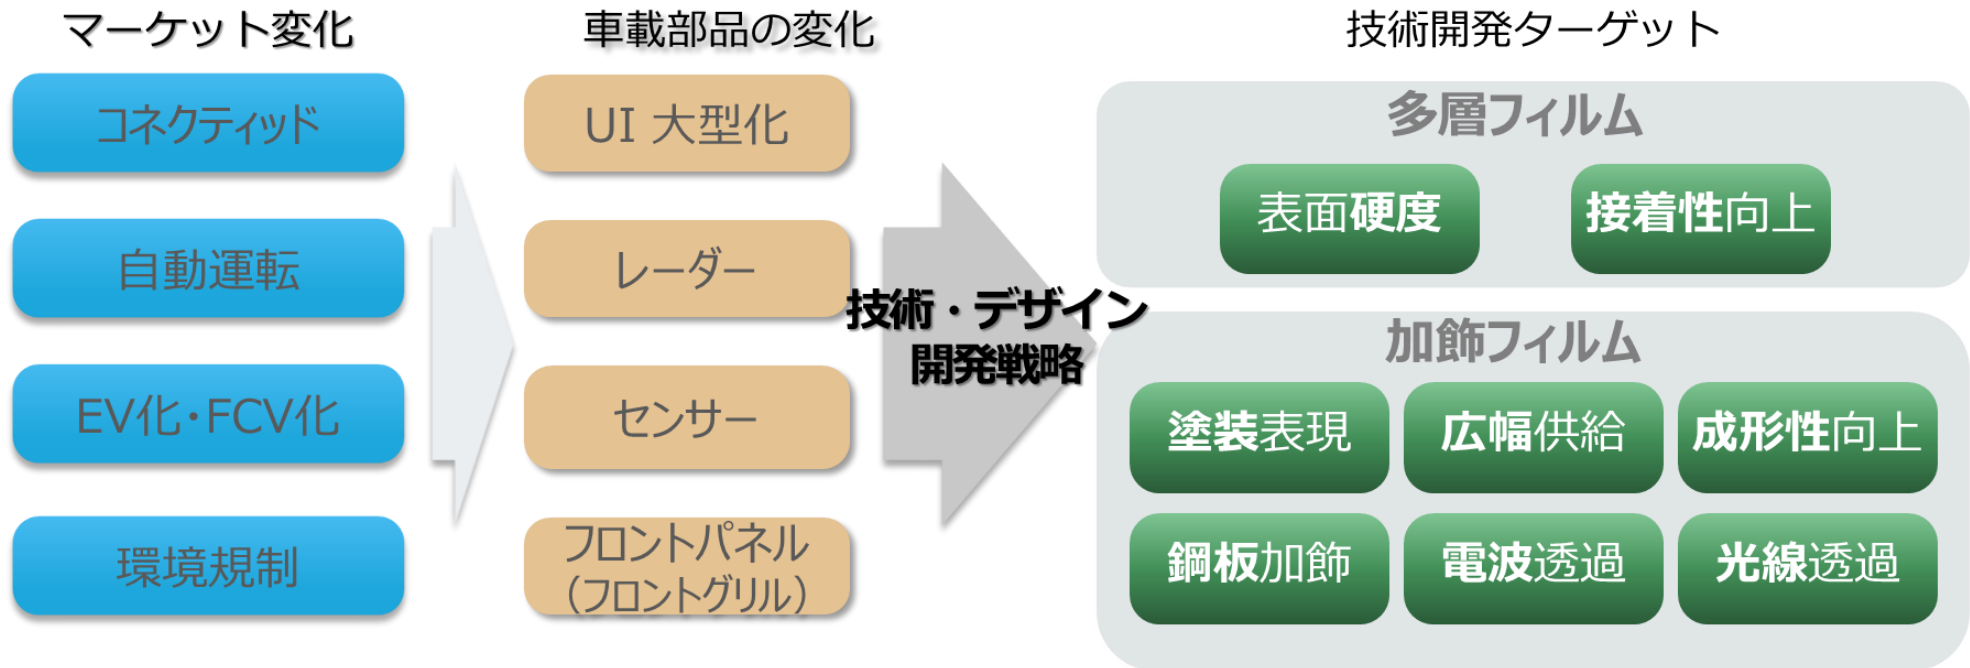 マーケット変化
コネクティッド
自動運転
EV化・FCV化
環境規制
車載部品の変化
UI 大型化
レーダー
センサー
フロントパネル
（フロントグリル）
技術・デザイン
開発戦略
技術開発ターゲット
多層フィルム
表面硬度
接着性向上
加飾フィルム
塗装表現
広幅供給
成形性向上
鋼板加飾
電波透過
光線透過